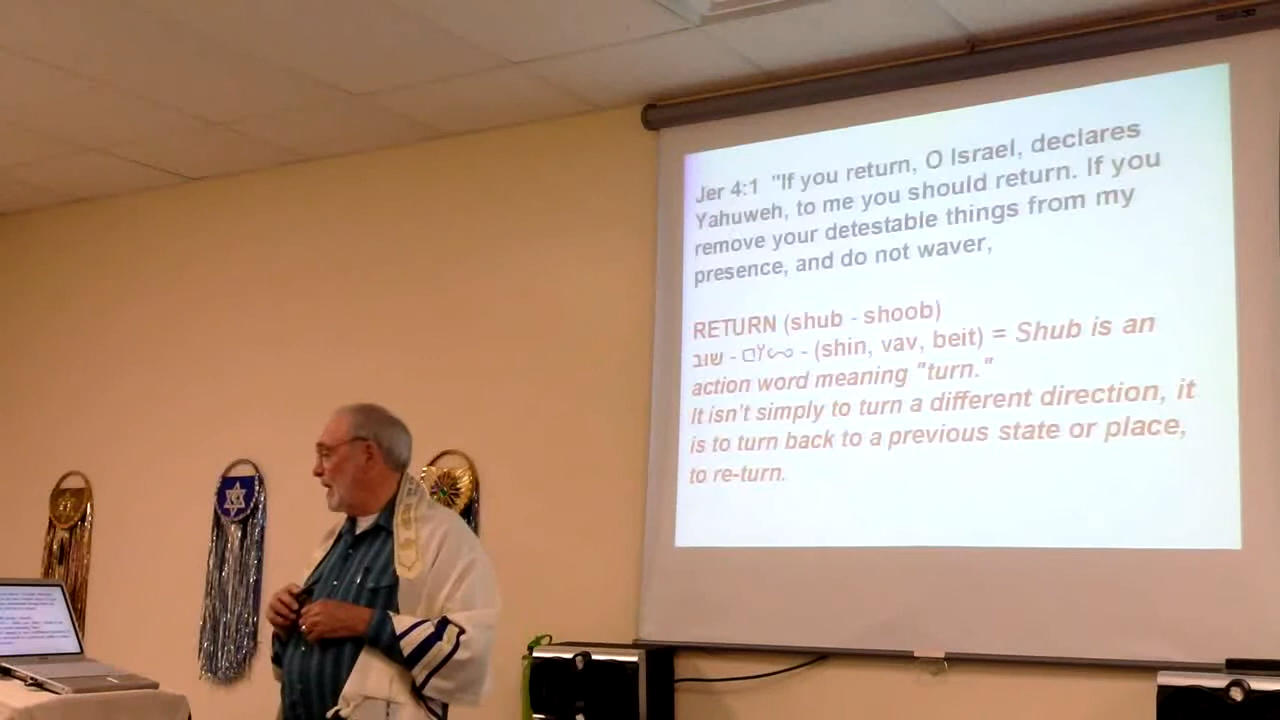 Jer 4:1 "If you return, O Israel, declares
Yahuweh, to me you should return. If you
remove your detestable things from my
presence, and do not waver,
RETURN (shub - shoob)
שוב - - (shin, vav, beit) = Shub is an
action word meaning "turn."
It isn't simply to turn a different direction, it
is to turn back to a previous state or place,
to re-turn.